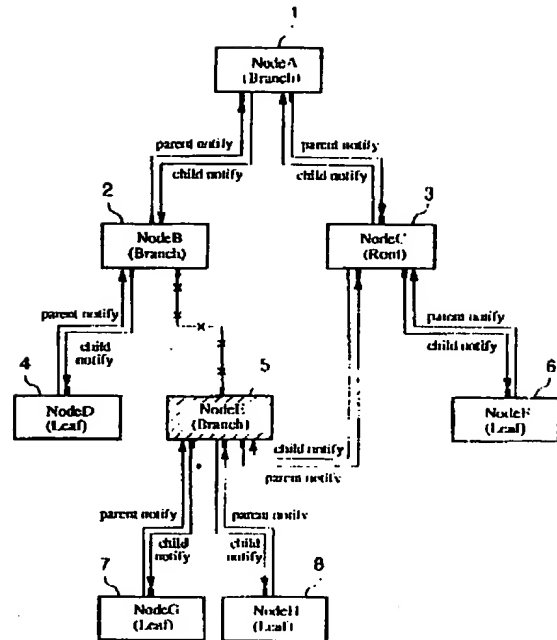 1
NodeA
(Branch)
parent notify
child notify
parent notify
child notify
2
NodeB
(Branch)
3
NodeC
(Root)
parent notify
child
notify
parent notify
child notify
4
NodeD
(Leaf)
5
NodeE
(Branch)
6
NodeF
(Leaf)
child notify
parent notify
parent notify
child
notify
parent notify
child
notify
7
NodeG
(Leaf)
8
NodeH
(Leaf)